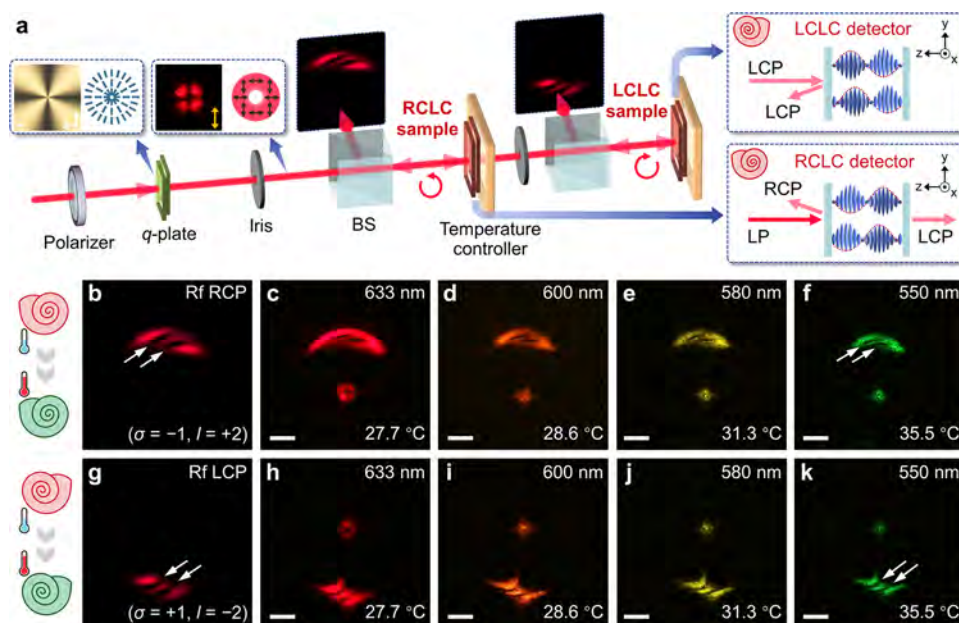 a
LCLC detector
LCP
LCP
y
z
x
RCLC
sample
LCLC
sample
RCLC detector
RCP
LP
LCP
y
z
x
Polarizer
q-plate
Iris
BS
Temperature
controller
b
Rf RCP
(σ = −1, l = +2)
c
633 nm
27.7 °C
d
600 nm
28.6 °C
e
580 nm
31.3 °C
f
550 nm
35.5 °C
g
Rf LCP
(σ = +1, l = −2)
h
633 nm
27.7 °C
i
600 nm
28.6 °C
j
580 nm
31.3 °C
k
550 nm
35.5 °C